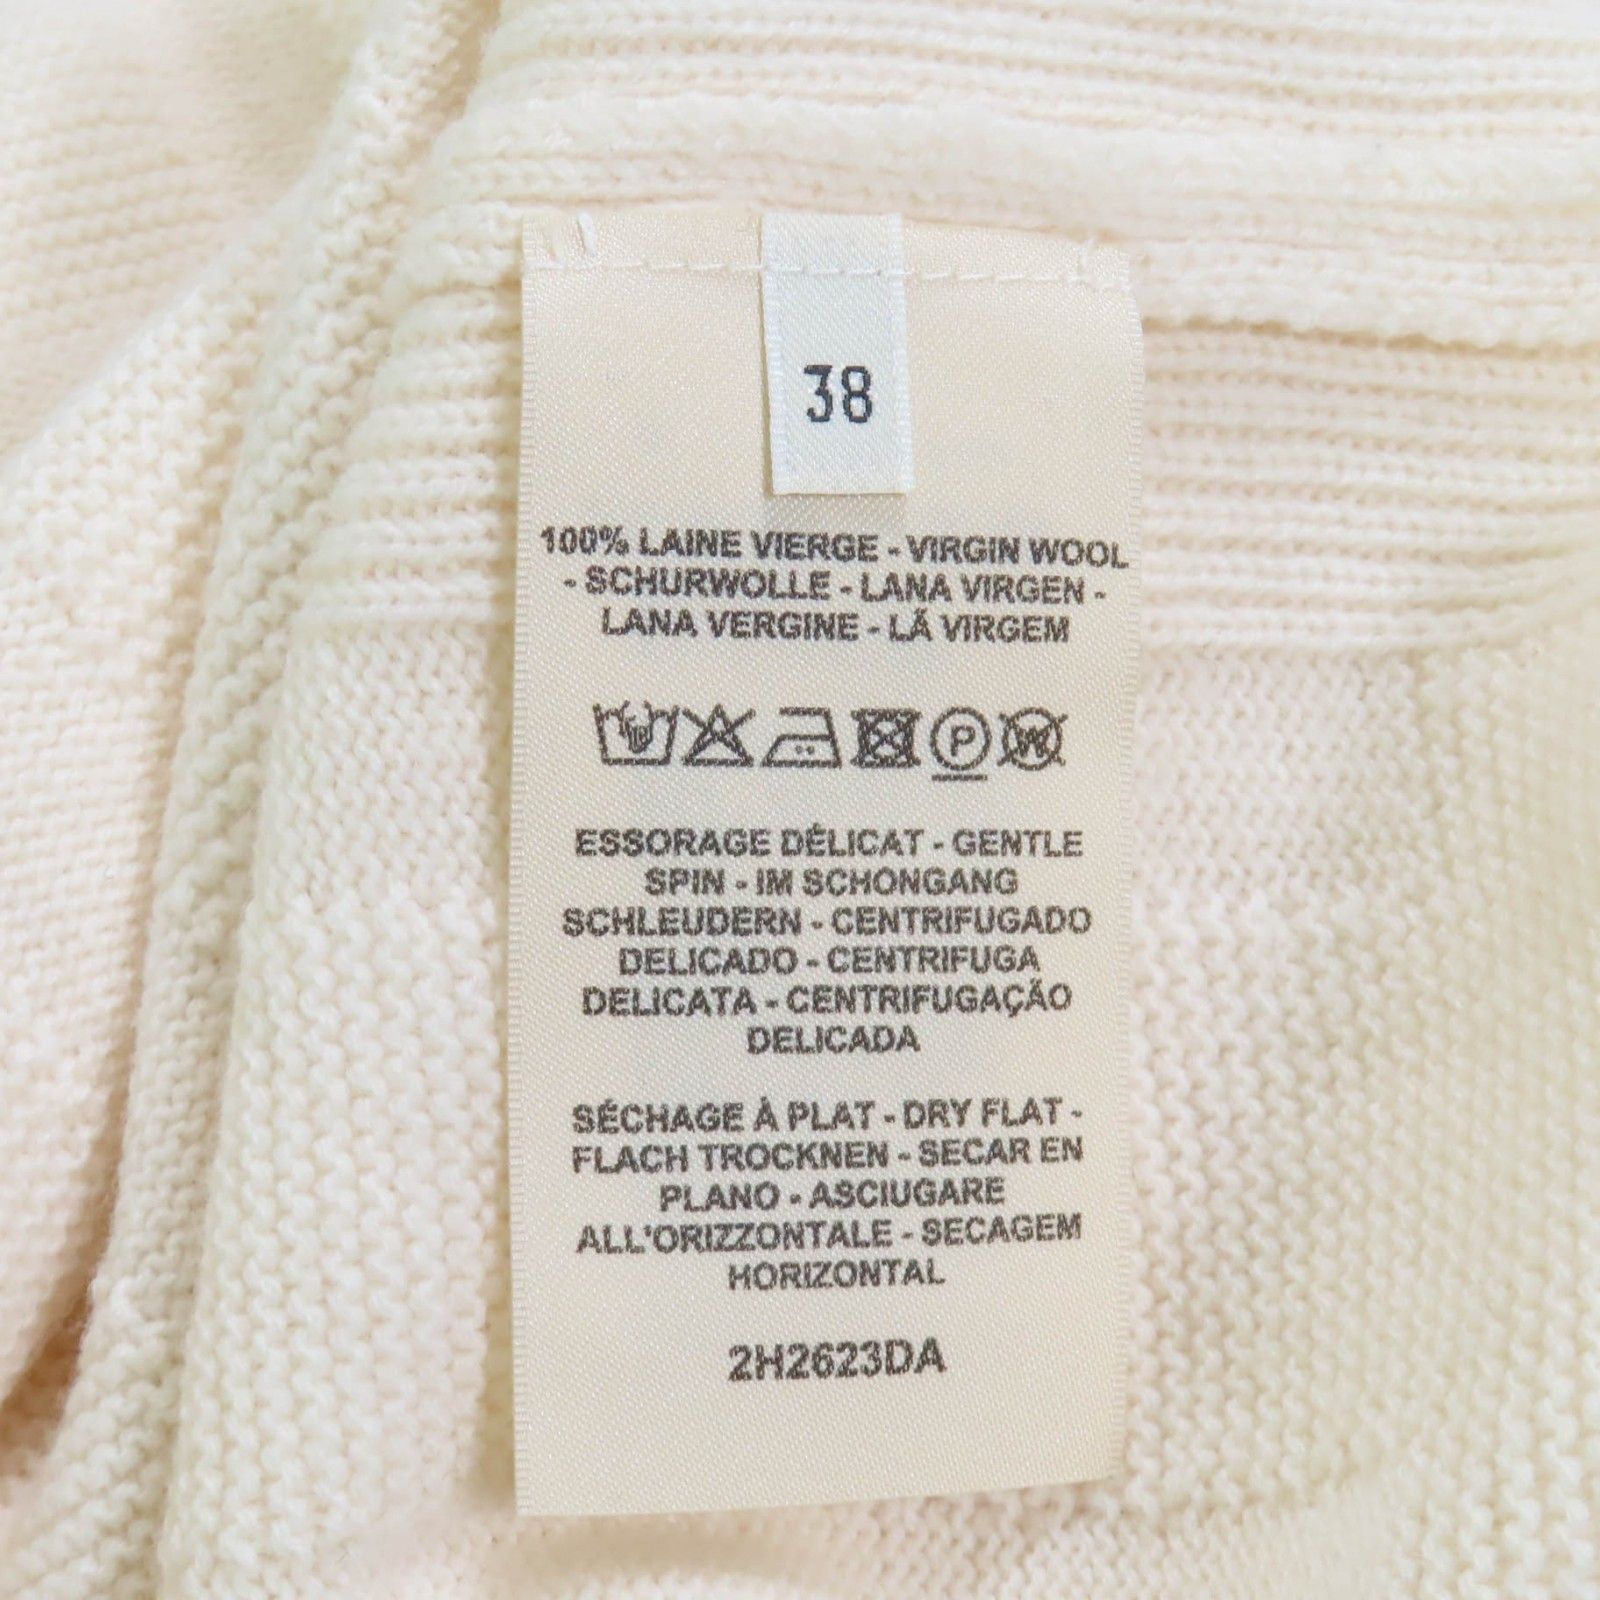 38
100% LAINE VIERGE - VIRGIN WOOL
- SCHURWOLLE - LANA VIRGEN -
LANA VERGINE - LÃ VIRGEM
P W
ESSORAGE DÉLICAT - GENTLE
SPIN - IM SCHONGANG
SCHLEUDERN - CENTRIFUGADO
DELICADO - CENTRIFUGA
DELICATA - CENTRIFUGAÇÃO
DELICADA
SÉCHAGE À PLAT - DRY FLAT -
FLACH TROCKNEN - SECAR EN
PLANO - ASCIUGARE
ALL'ORIZZONTALE - SECAGEM
HORIZONTAL
2H2623DA